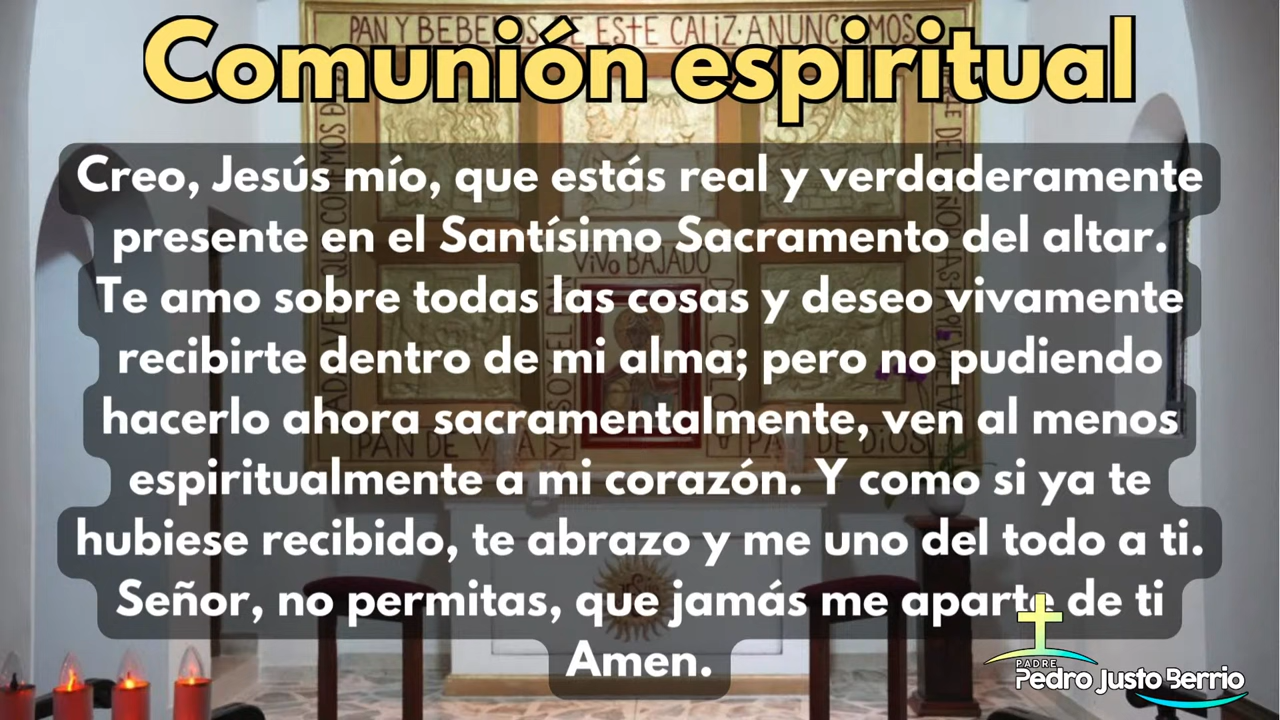 PAN Y BEBEMOS DE ESTE CALIZ·ANUNCIAMOS
Comunión espiritual
Creo, Jesús mío, que estás real y verdaderamente
presente en el Santísimo Sacramento del altar.
VIVO BAJADO
Te amo sobre todas las cosas y deseo vivamente
recibirte dentro de mi alma; pero no pudiendo
hacerlo ahora sacramentalmente, ven al menos
PAN DE VIDA
PAN DE DIOS
espiritualmente a mi corazón. Y como si ya te
hubiese recibido, te abrazo y me uno del todo a ti.
Señor, no permitas, que jamás me aparte de ti
Amen.
PADRE
Pedro Justo Berrio